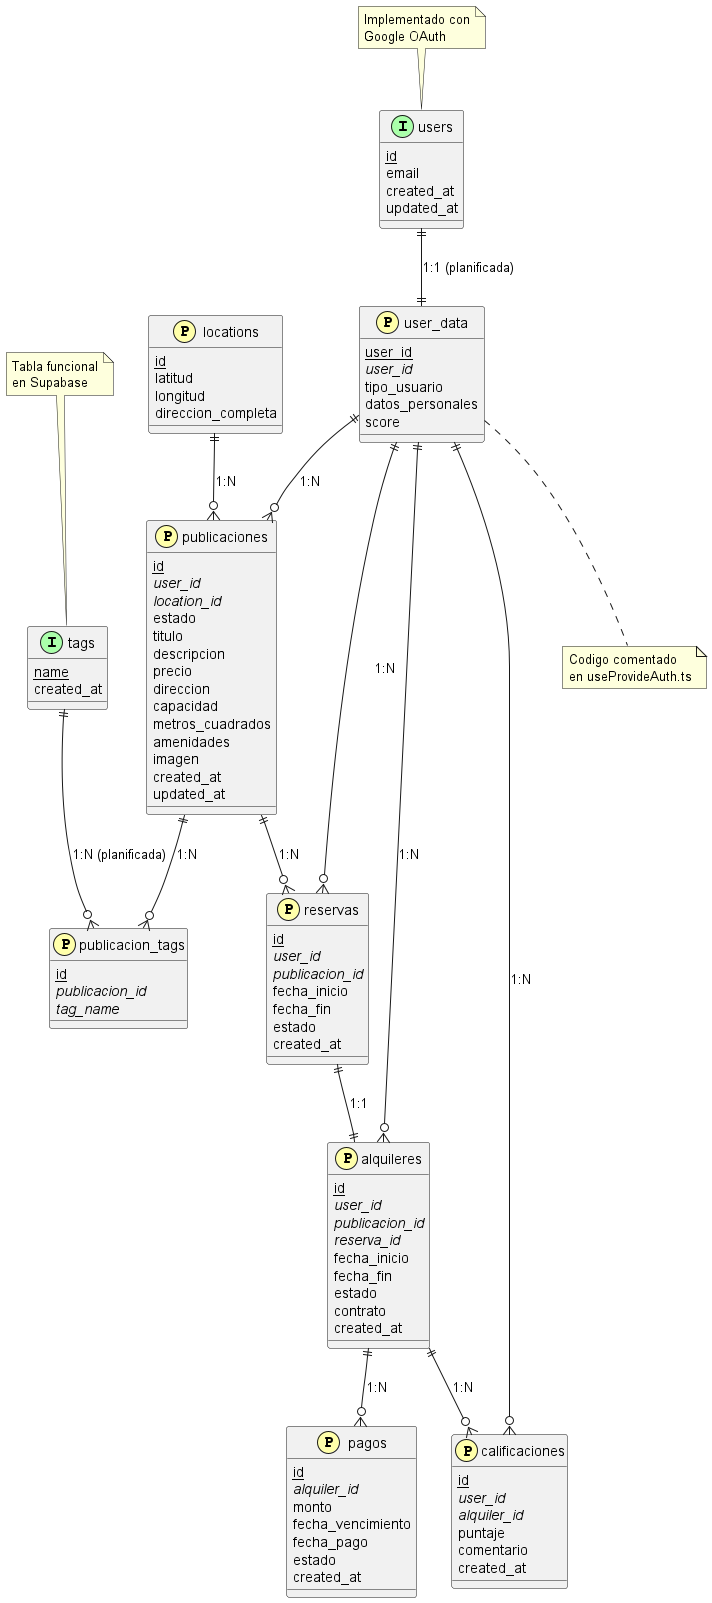 Implementado con
Google OAuth
I users
id
email
created_at
updated_at
1:1 (planificada)
P locations
id
latitud
longitud
direccion_completa
P user_data
user_id
user_id
tipo_usuario
datos_personales
score
Tabla funcional
en Supabase
1:N
1:N
P publicaciones
id
user_id
location_id
estado
titulo
descripcion
precio
direccion
capacidad
metros_cuadrados
amenidades
imagen
created_at
updated_at
I tags
name
created_at
1:N
Codigo comentado
en useProvideAuth.ts
1:N (planificada)
1:N
1:N
1:N
P publicacion_tags
id
publicacion_id
tag_name
P reservas
id
user_id
publicacion_id
fecha_inicio
fecha_fin
estado
created_at
1:N
1:1
P alquileres
id
user_id
publicacion_id
reserva_id
fecha_inicio
fecha_fin
estado
contrato
created_at
1:N
1:N
P pagos
id
alquiler_id
monto
fecha_vencimiento
fecha_pago
estado
created_at
P calificaciones
id
user_id
alquiler_id
puntaje
comentario
created_at